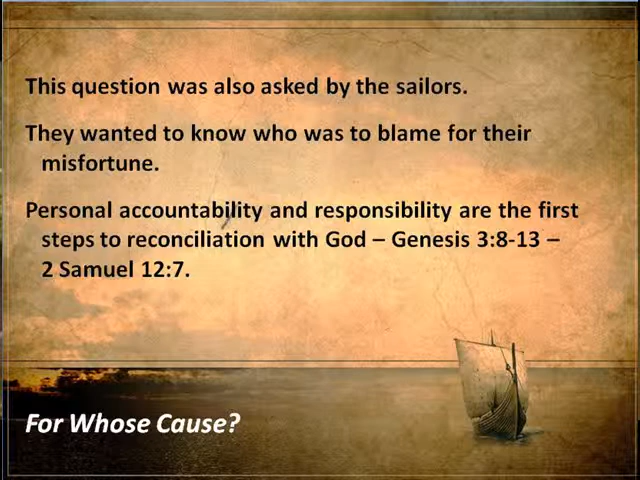 This question was also asked by the sailors.
They wanted to know who was to blame for their
misfortune.
Personal accountability and responsibility are the first
steps to reconciliation with God – Genesis 3:8-13 –
2 Samuel 12:7.
For Whose Cause?